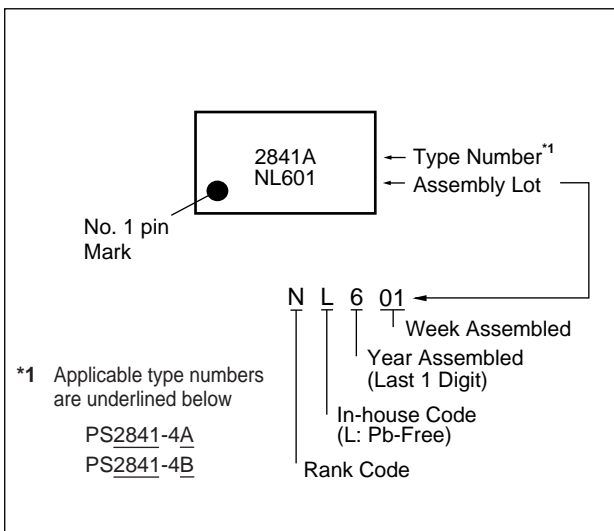 2841A
NL601
Type Number*1
Assembly Lot
No. 1 pin
Mark
N L 6 01
Week Assembled
Year Assembled
(Last 1 Digit)
In-house Code
(L: Pb-Free)
Rank Code
*1 Applicable type numbers
are underlined below
PS2841-4A
PS2841-4B